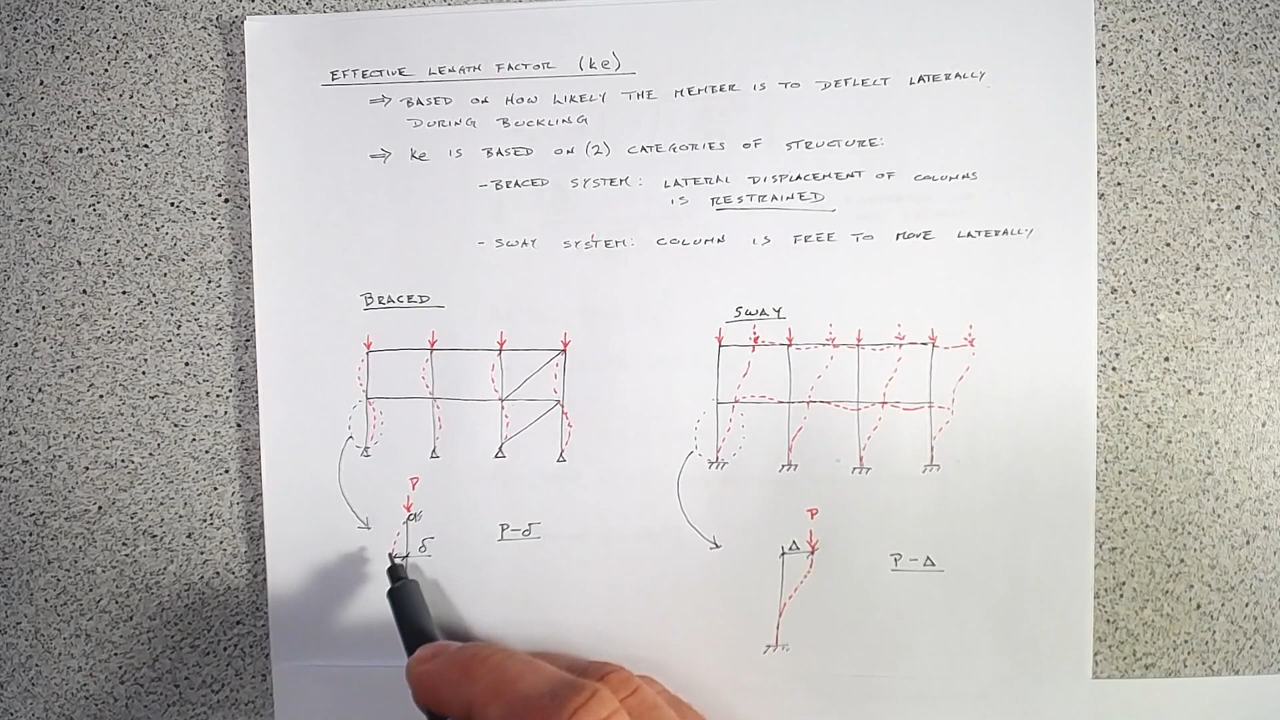 EFFECTIVE LENGTH FACTOR (ke)
⇒ BASED ON HOW LIKELY THE MEMBER IS TO DEFLECT LATERALLY
DURING BUCKLING
⇒ ke IS BASED ON (2) CATEGORIES OF STRUCTURE:
- BRACED SYSTEM: LATERAL DISPLACEMENT OF COLUMNS
IS RESTRAINED
- SWAY SYSTEM: COLUMN IS FREE TO MOVE LATERALLY
BRACED
SWAY
P
δ
P-δ
P
Δ
P-Δ